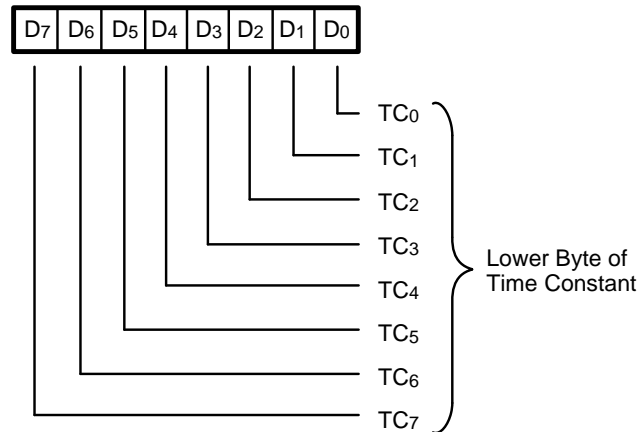 D7 D6 D5 D4 D3 D2 D1 D0
TC0
TC1
TC2
TC3
TC4
TC5
TC6
TC7
Lower Byte of
Time Constant